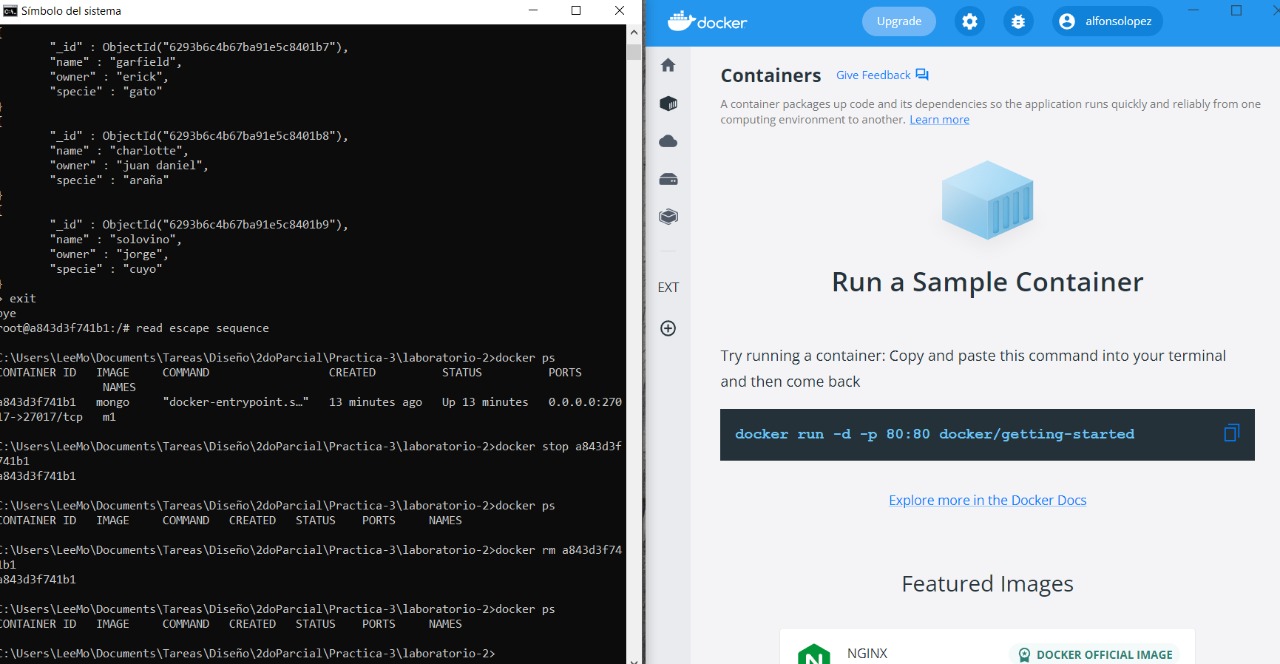 Símbolo del sistema
"_id" : ObjectId("6293b6c4b67ba91e5c8401b7"),
"name" : "garfield",
"owner" : "erick",
"specie" : "gato"
}
{
"_id" : ObjectId("6293b6c4b67ba91e5c8401b8"),
"name" : "charlotte",
"owner" : "juan daniel",
"specie" : "araña"
}
{
"_id" : ObjectId("6293b6c4b67ba91e5c8401b9"),
"name" : "solovino",
"owner" : "jorge",
"specie" : "cuyo"
}
> exit
bye
root@a843d3f741b1:/# read escape sequence
C:\Users\LeeMo\Documents\Tareas\Diseño\2doParcial\Practica-3\laboratorio-2>docker ps
CONTAINER ID IMAGE COMMAND CREATED STATUS PORTS
NAMES
a843d3f741b1 mongo "docker-entrypoint.s…" 13 minutes ago Up 13 minutes 0.0.0.0:270
17->27017/tcp m1
C:\Users\LeeMo\Documents\Tareas\Diseño\2doParcial\Practica-3\laboratorio-2>docker stop a843d3f
741b1
a843d3f741b1
C:\Users\LeeMo\Documents\Tareas\Diseño\2doParcial\Practica-3\laboratorio-2>docker ps
CONTAINER ID IMAGE COMMAND CREATED STATUS PORTS NAMES
C:\Users\LeeMo\Documents\Tareas\Diseño\2doParcial\Practica-3\laboratorio-2>docker rm a843d3f74
1b1
a843d3f741b1
C:\Users\LeeMo\Documents\Tareas\Diseño\2doParcial\Practica-3\laboratorio-2>docker ps
CONTAINER ID IMAGE COMMAND CREATED STATUS PORTS NAMES
C:\Users\LeeMo\Documents\Tareas\Diseño\2doParcial\Practica-3\laboratorio-2>
docker
Upgrade
alfonsolopez
EXT
Containers Give Feedback
A container packages up code and its dependencies so the application runs quickly and reliably from one
computing environment to another. Learn more
Run a Sample Container
Try running a container: Copy and paste this command into your terminal
and then come back
docker run -d -p 80:80 docker/getting-started
Explore more in the Docker Docs
Featured Images
NGINX
DOCKER OFFICIAL IMAGE